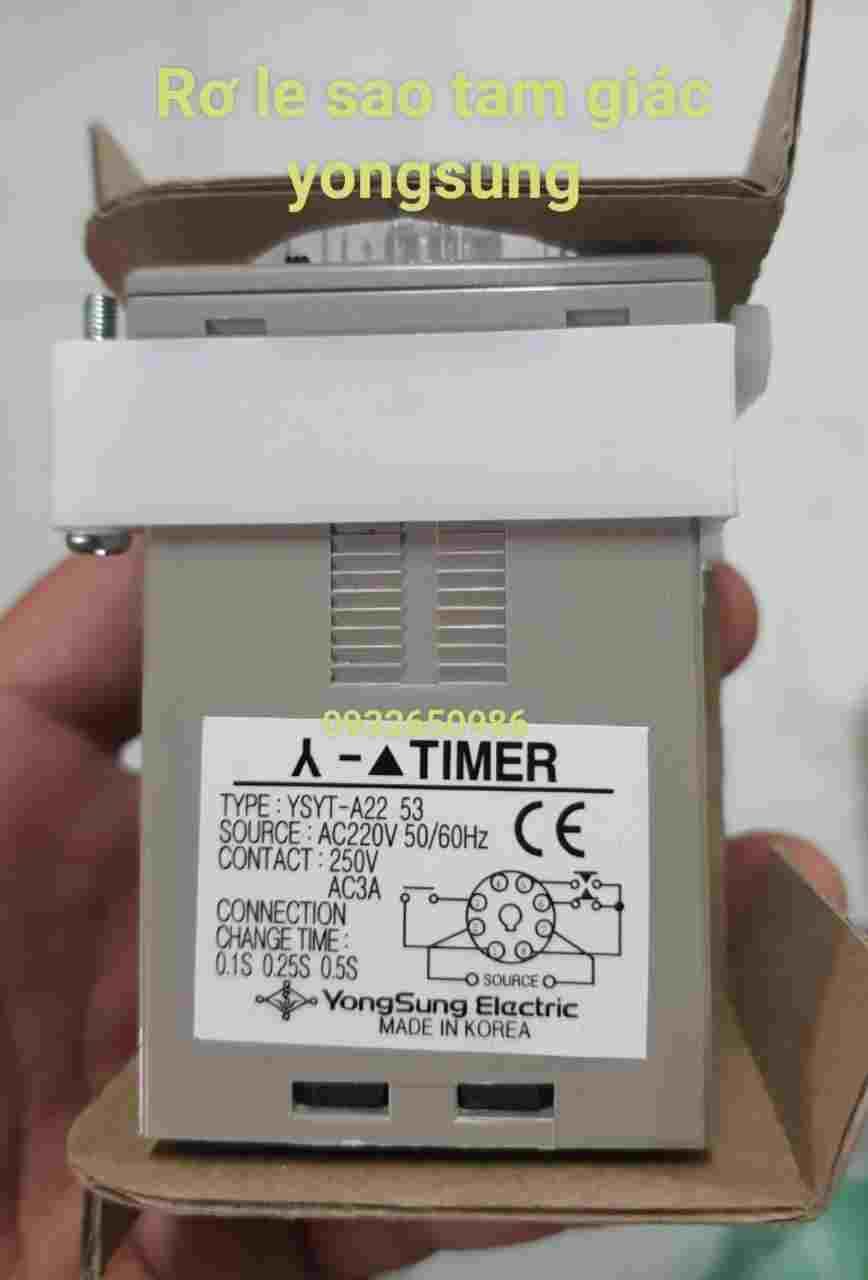 Rơ le sao tam giác
yongsung
0932650986
⅄-▲TIMER
TYPE : YSYT-A22 53
SOURCE : AC220V 50/60Hz
CE
CONTACT : 250V
AC3A
CONNECTION
CHANGE TIME :
0.1S 0.25S 0.5S
SOURCE
YongSung Electric
MADE IN KOREA